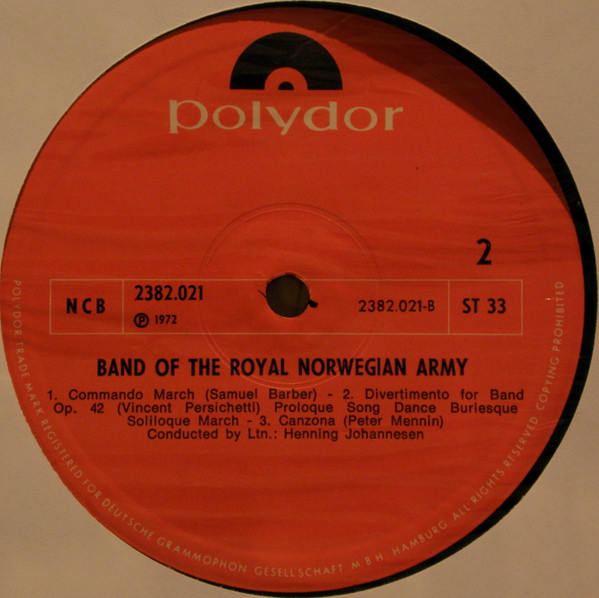 polydor
2
NCB
2382.021
℗ 1972
2382.021-B
ST 33
BAND OF THE ROYAL NORWEGIAN ARMY
1. Commando March (Samuel Barber) - 2. Divertimento for Band
Op. 42 (Vincent Persichetti) Proloque Song Dance Burlesque
Soliloque March - 3. Canzona (Peter Mennin)
Conducted by Ltn.: Henning Johannesen
POLYDOR TRADE MARK REGISTERED FOR DEUTSCHE GRAMMOPHON GESELLSCHAFT M B H. HAMBURG ALL RIGHTS RESERVED COPYING PROHIBITED